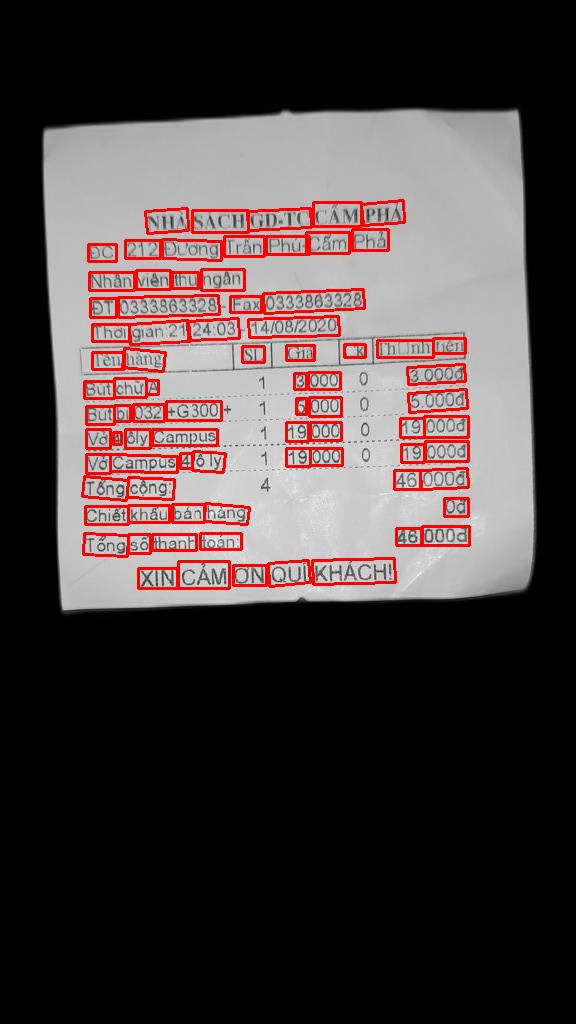 NHÀ SÁCH GD-TC CẨM PHẢ
ĐC 212 Đường Trần Phú- Cẩm Phả
Nhân viên thu ngân
ĐT 0333863328 - Fax 0333863328
Thời gian:21:24:03 - 14/08/2020
Tên hàng SL Giá Ck Th□nh tiền
Bút chữ A 1 3.000 0 3.000đ
Bút bi 032 +G300 + 1 5.000 0 5.000đ
Vở 4 ôly Campus 1 19.000 0 19.000đ
Vở Campus 4 ô ly 1 19.000 0 19.000đ
Tổng cộng: 4 46.000đ
Chiết khấu bán hàng 0đ
Tổng số thanh toán: 46.000đ
XIN CẢM ƠN QUÍ KHÁCH!